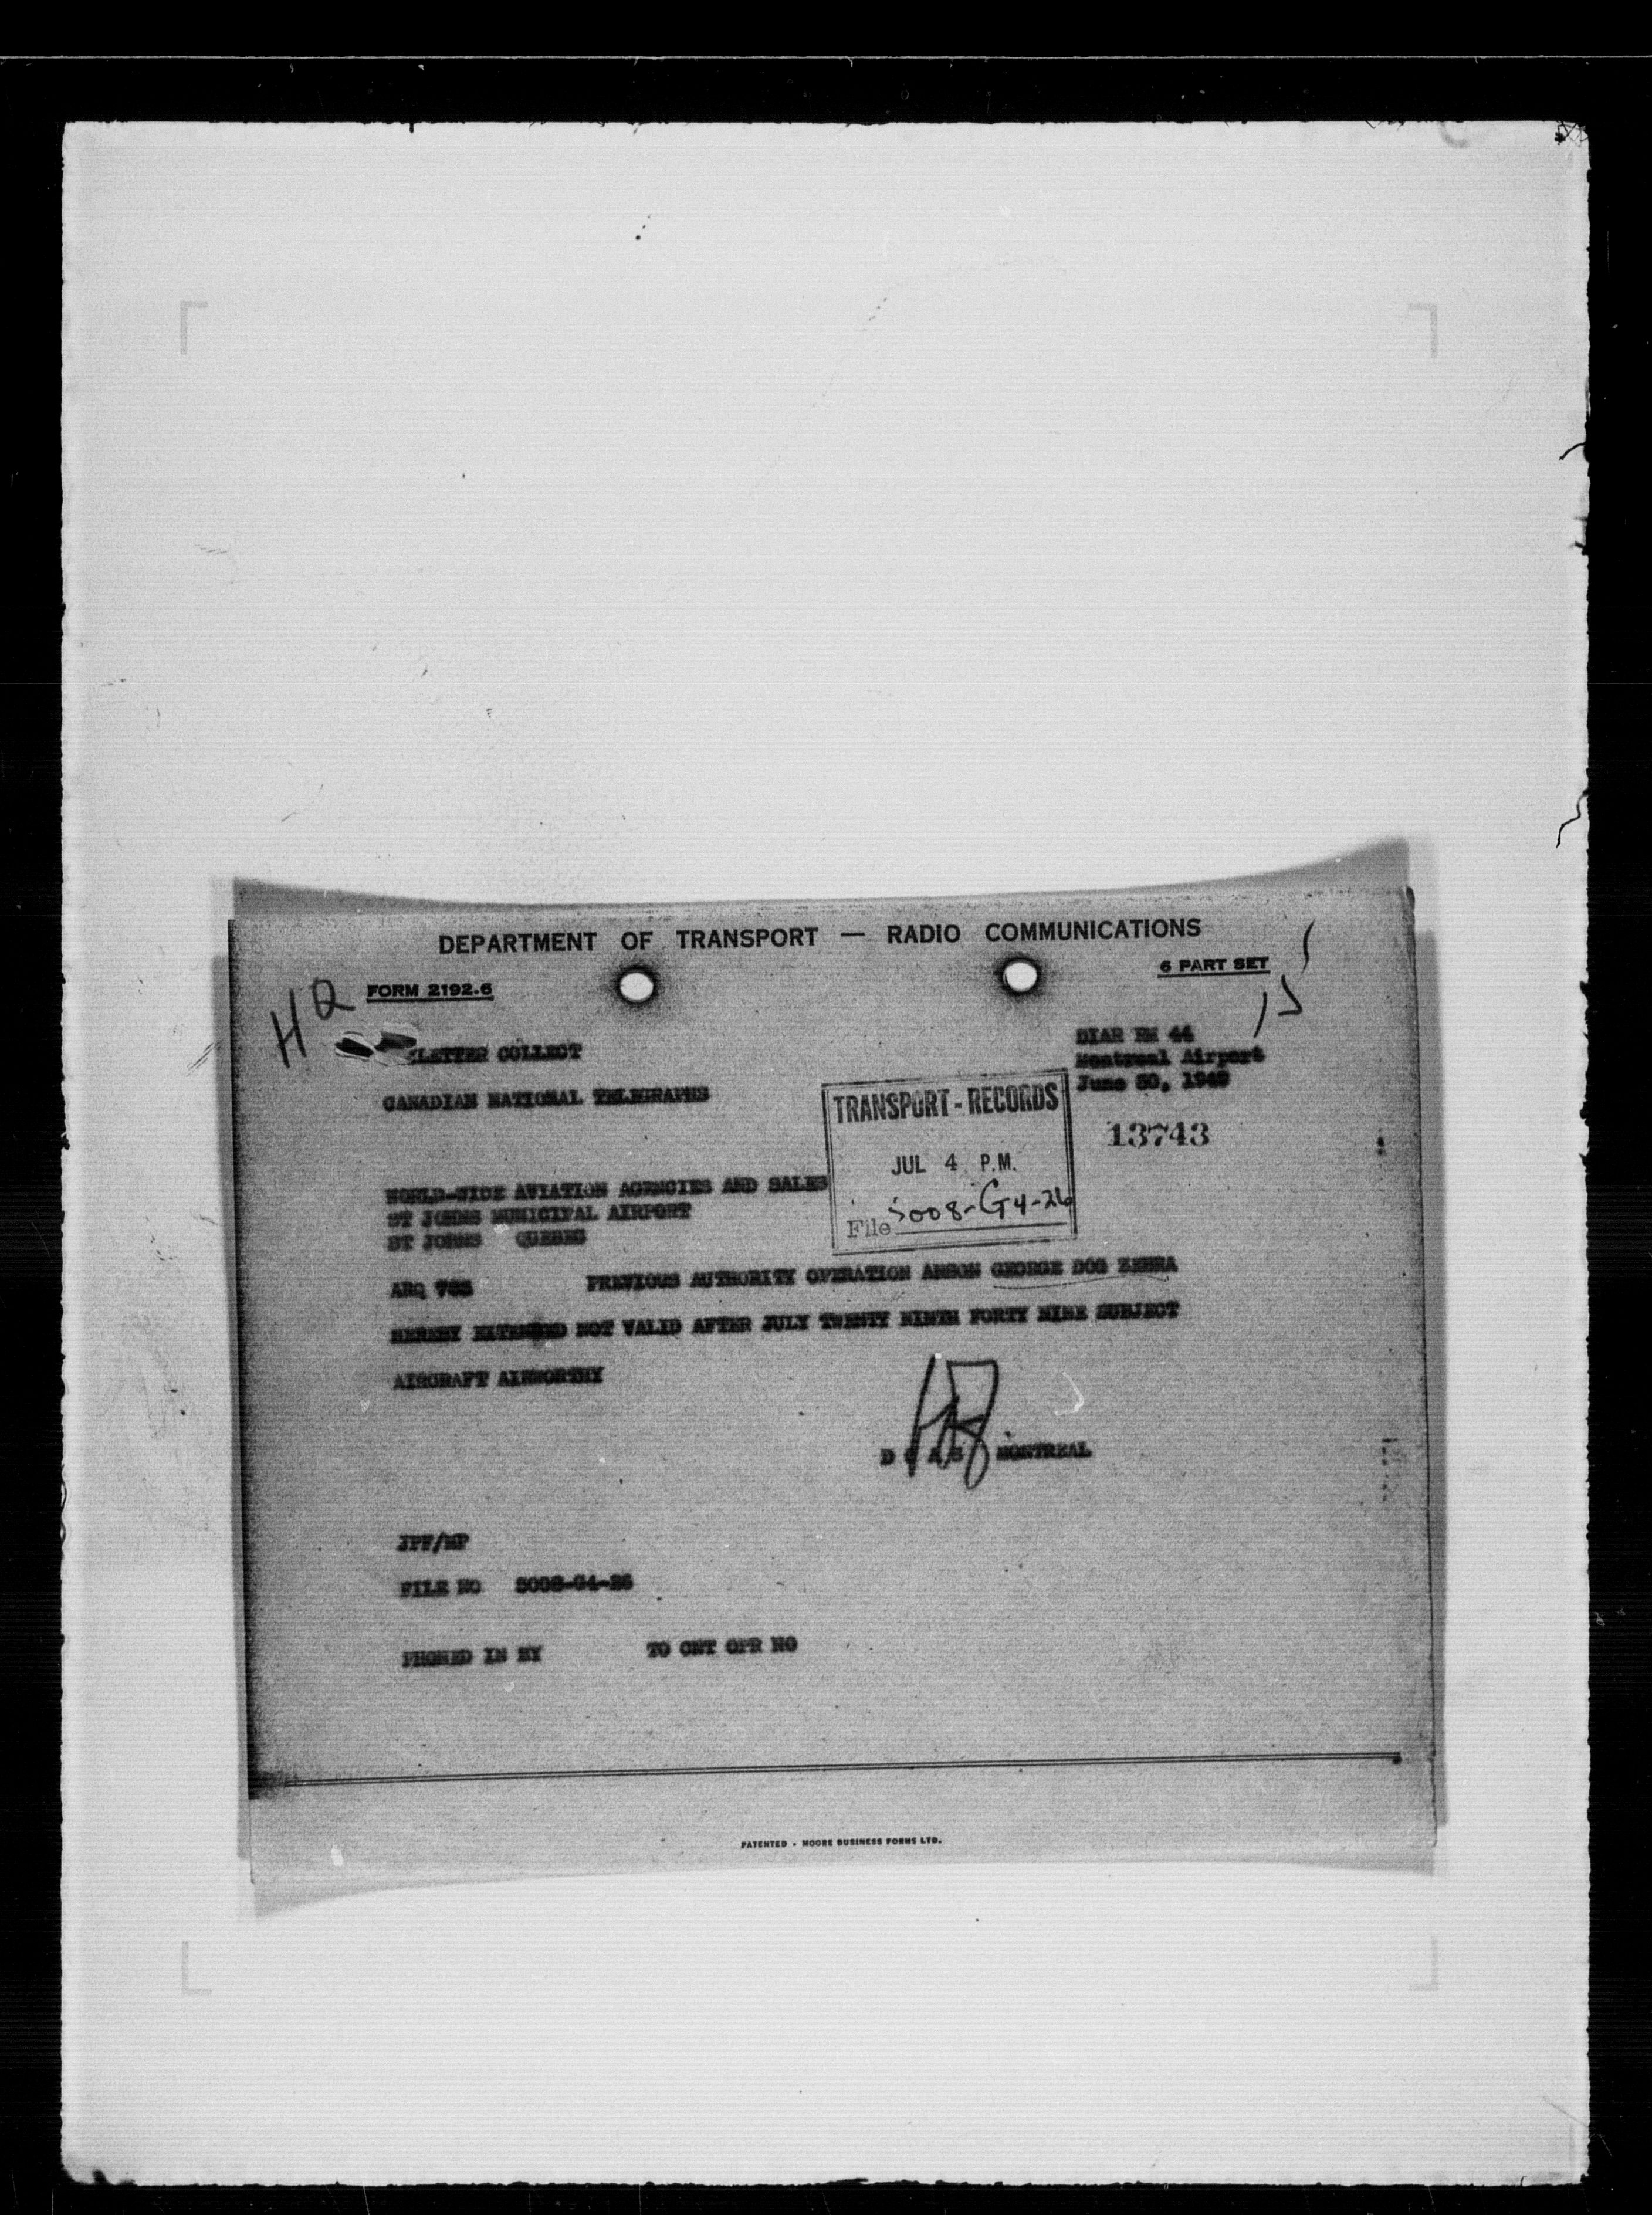 DEPARTMENT OF TRANSPORT — RADIO COMMUNICATIONS
6 PART SET
HQ
FORM 2192-6
LETTER COLLECT
DIAR RM 44
Montreal Airport
June 30, 1949
CANADIAN NATIONAL TELEGRAPHS
TRANSPORT - RECORDS
JUL 4 P.M.
File 5008-G4-26
13743
WORLD-WIDE AVIATION AGENCIES AND SALES
ST JOHNS MUNICIPAL AIRPORT
ST JOHNS QUEBEC
ARQ PREVIOUS AUTHORITY OPERATION ANSON GEORGE DOG ZEBRA
HEREBY EXTENDED NOT VALID AFTER JULY TWENTY NINTH FORTY NINE SUBJECT
AIRCRAFT AIRWORTHY
D C A S MONTREAL
JPF/MP
FILE NO 5008-G4-26
PHONED IN BY TO CNT OPR NO
PATENTED - MOORE BUSINESS FORMS LTD.